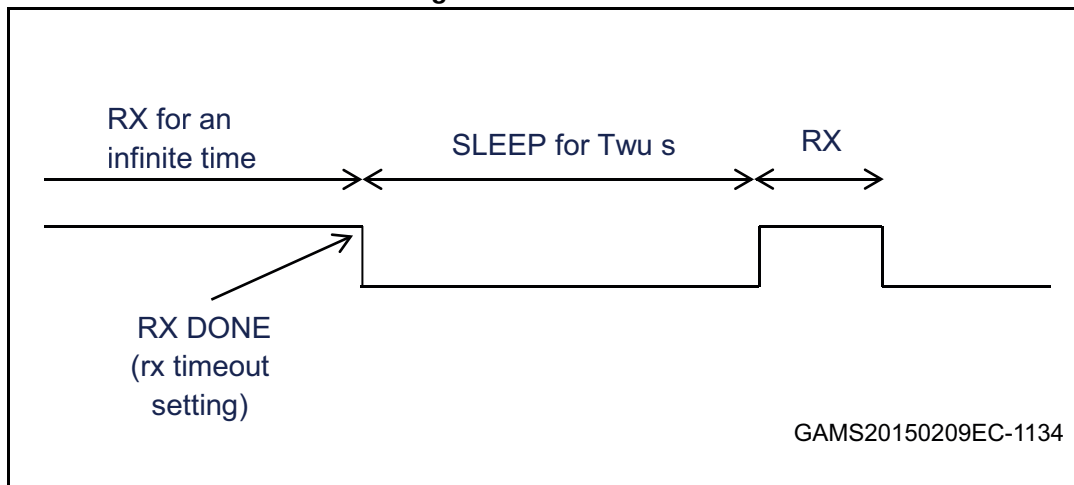 RX for an
infinite time
SLEEP for Twu s
RX
RX DONE
(rx timeout
setting)
GAMS20150209EC-1134